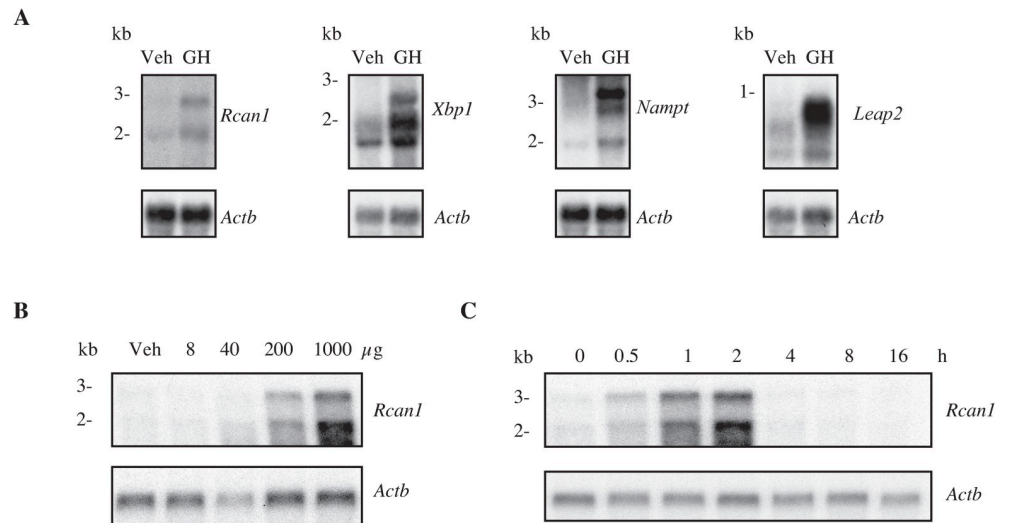 A
kb kb kb kb
Veh GH Veh GH Veh GH Veh GH
3- Rcan1 3- Xbp1 3- Nampt 1- Leap2
2- 2- 2-
Actb Actb Actb Actb
B
kb Veh 8 40 200 1000 µg
3-
Rcan1
2-
Actb
C
kb 0 0.5 1 2 4 8 16 h
3-
Rcan1
2-
Actb